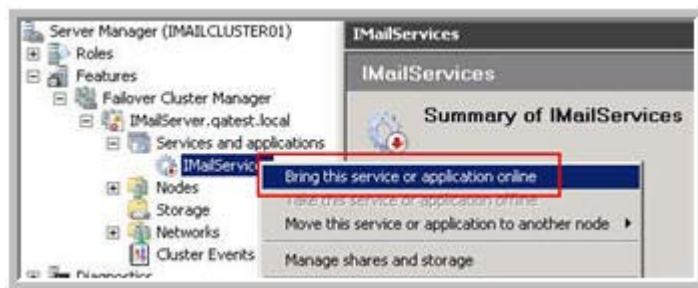 Server Manager (IMAILCLUSTER01)
Roles
Features
Failover Cluster Manager
IMailServer.qatest.local
Services and applications
IMailService
Nodes
Storage
Networks
Cluster Events
Diagnostics
IMailServices
IMailServices
Summary of IMailServices
Bring this service or application online
Take this service or application offline
Move this service or application to another node
Manage shares and storage